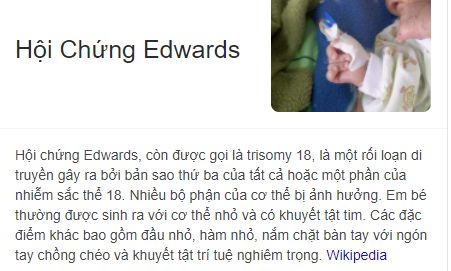 Hội Chứng Edwards
Hội chứng Edwards, còn được gọi là trisomy 18, là một rối loạn di
truyền gây ra bởi bản sao thứ ba của tất cả hoặc một phần của
nhiễm sắc thể 18. Nhiều bộ phận của cơ thể bị ảnh hưởng. Em bé
thường được sinh ra với cơ thể nhỏ và có khuyết tật tim. Các đặc
điểm khác bao gồm đầu nhỏ, hàm nhỏ, nắm chặt bàn tay với ngón
tay chồng chéo và khuyết tật trí tuệ nghiêm trọng. Wikipedia